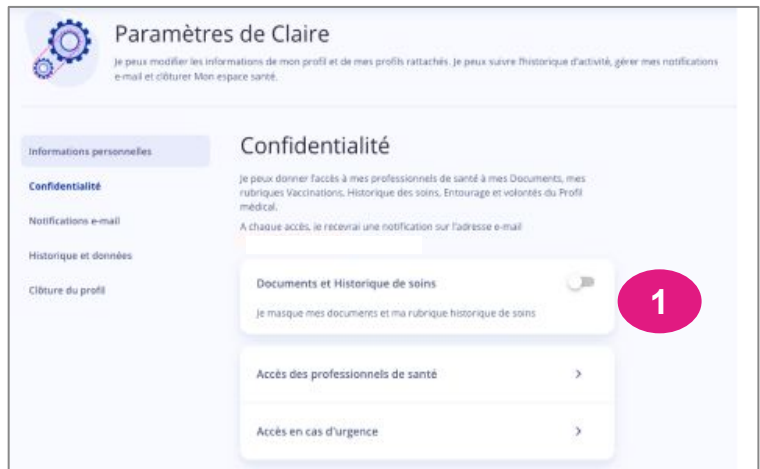 Paramètres de Claire
Je peux modifier les informations de mon profil et de mes profils rattachés. Je peux suivre l'historique d'activité, gérer mes notifications
e-mail et clôturer Mon espace santé.
Informations personnelles
Confidentialité
Notifications e-mail
Historique et données
Clôture du profil
Confidentialité
Je peux donner l'accès à mes professionnels de santé à mes Documents, mes
rubriques Vaccinations, Historique des soins, Entourage et volontés du Profil
médical.
A chaque accès, je recevrai une notification sur l'adresse e-mail
Documents et Historique de soins
Je masque mes documents et ma rubrique historique de soins
1
Accès des professionnels de santé
Accès en cas d'urgence